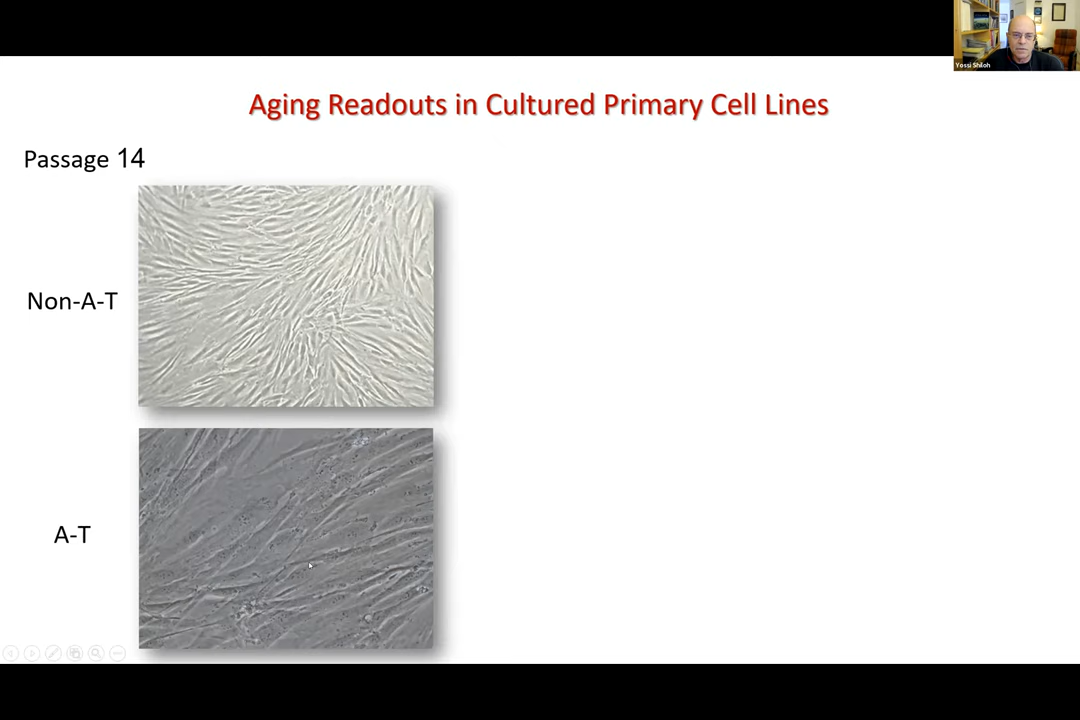 Yossi Shiloh
Aging Readouts in Cultured Primary Cell Lines
Passage 14
Non-A-T
A-T